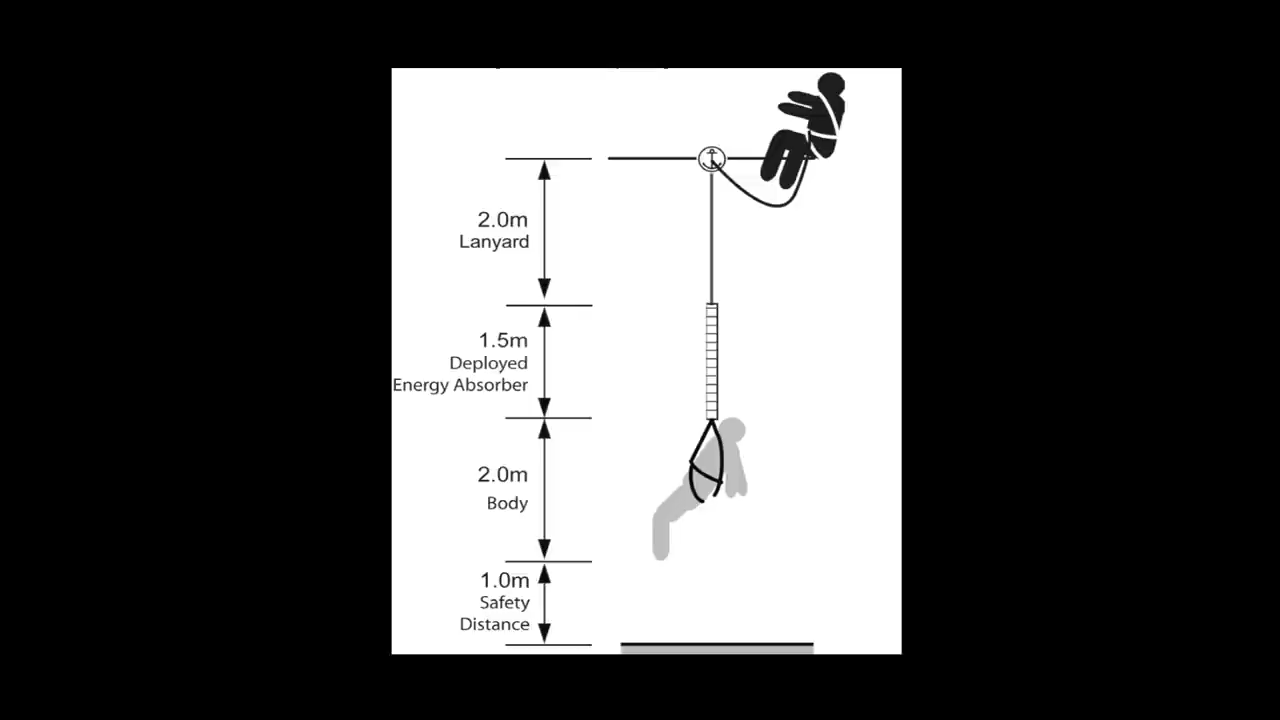 2.0m
Lanyard
1.5m
Deployed
Energy Absorber
2.0m
Body
1.0m
Safety
Distance